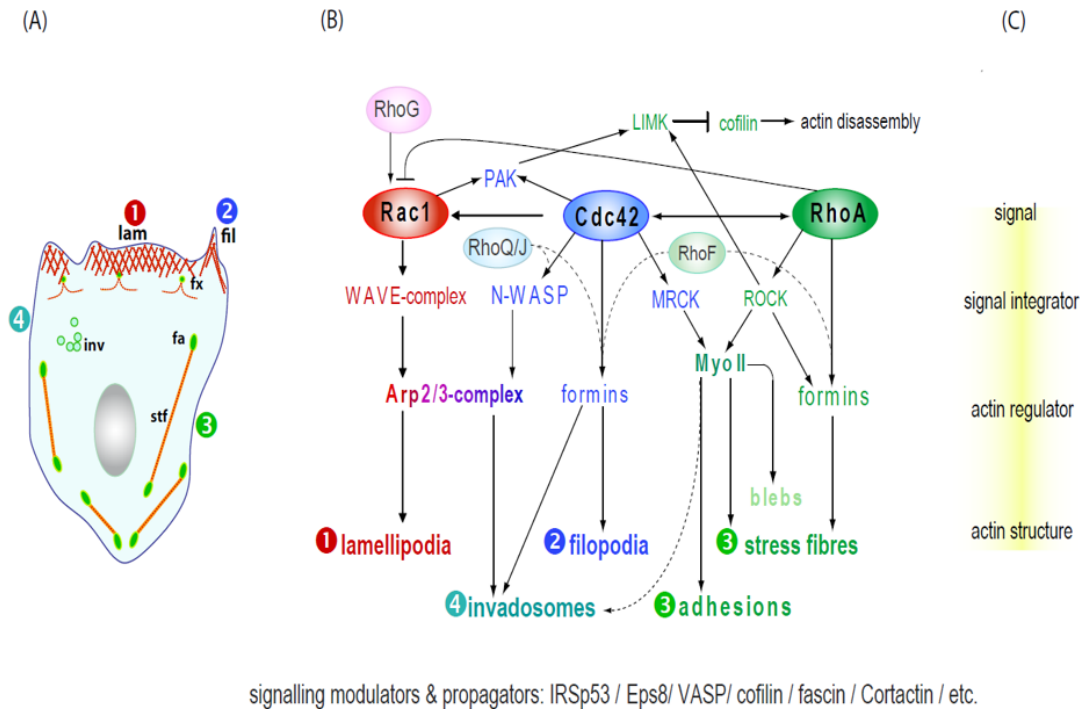 (A)
(B)
(C)
RhoG
LIMK
cofilin
actin disassembly
PAK
1
lam
2
fil
Rac1
Cdc42
RhoA
signal
RhoQ/J
RhoF
fx
WAVE-complex
N-WASP
MRCK
ROCK
signal integrator
4
inv
fa
Myo II
Arp2/3-complex
formins
formins
actin regulator
stf
3
blebs
1 lamellipodia
2 filopodia
3 stress fibres
actin structure
4 invadosomes
3 adhesions
signalling modulators & propagators: IRSp53 / Eps8/ VASP/ cofilin / fascin / Cortactin / etc.